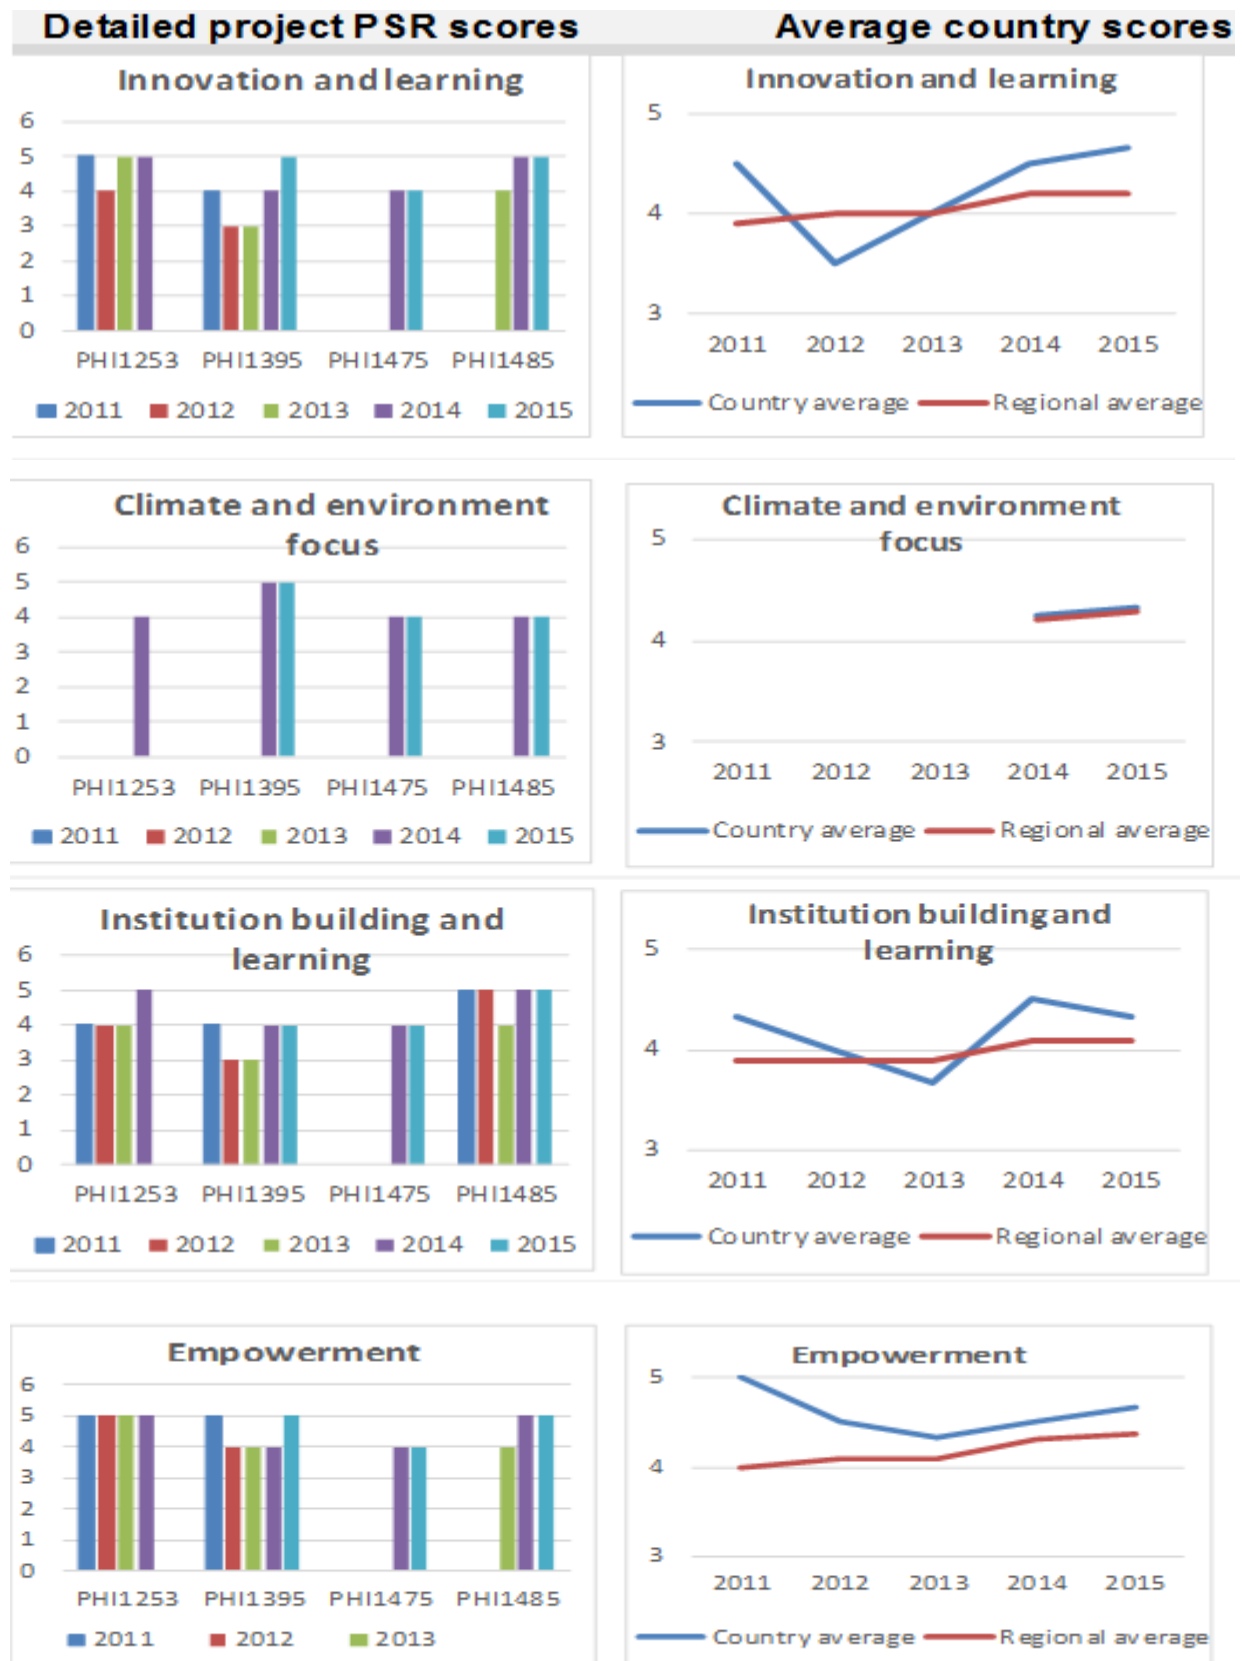 Detailed project PSR scores
Average country scores
Innovation and learning
6
5
4
3
2
1
0
PHI1253 PHI1395 PHI1475 PHI1485
2011 2012 2013 2014 2015
Innovation and learning
5
4
3
2011 2012 2013 2014 2015
Country average Regional average
Climate and environment
focus
6
5
4
3
2
1
0
PHI1253 PHI1395 PHI1475 PHI1485
2011 2012 2013 2014 2015
Climate and environment
focus
5
4
3
2011 2012 2013 2014 2015
Country average Regional average
Institution building and
learning
6
5
4
3
2
1
0
PHI1253 PHI1395 PHI1475 PHI1485
2011 2012 2013 2014 2015
Institution building and
learning
5
4
3
2011 2012 2013 2014 2015
Country average Regional average
Empowerment
6
5
4
3
2
1
0
PHI1253 PHI1395 PHI1475 PHI1485
2011 2012 2013
Empowerment
5
4
3
2011 2012 2013 2014 2015
Country average Regional average